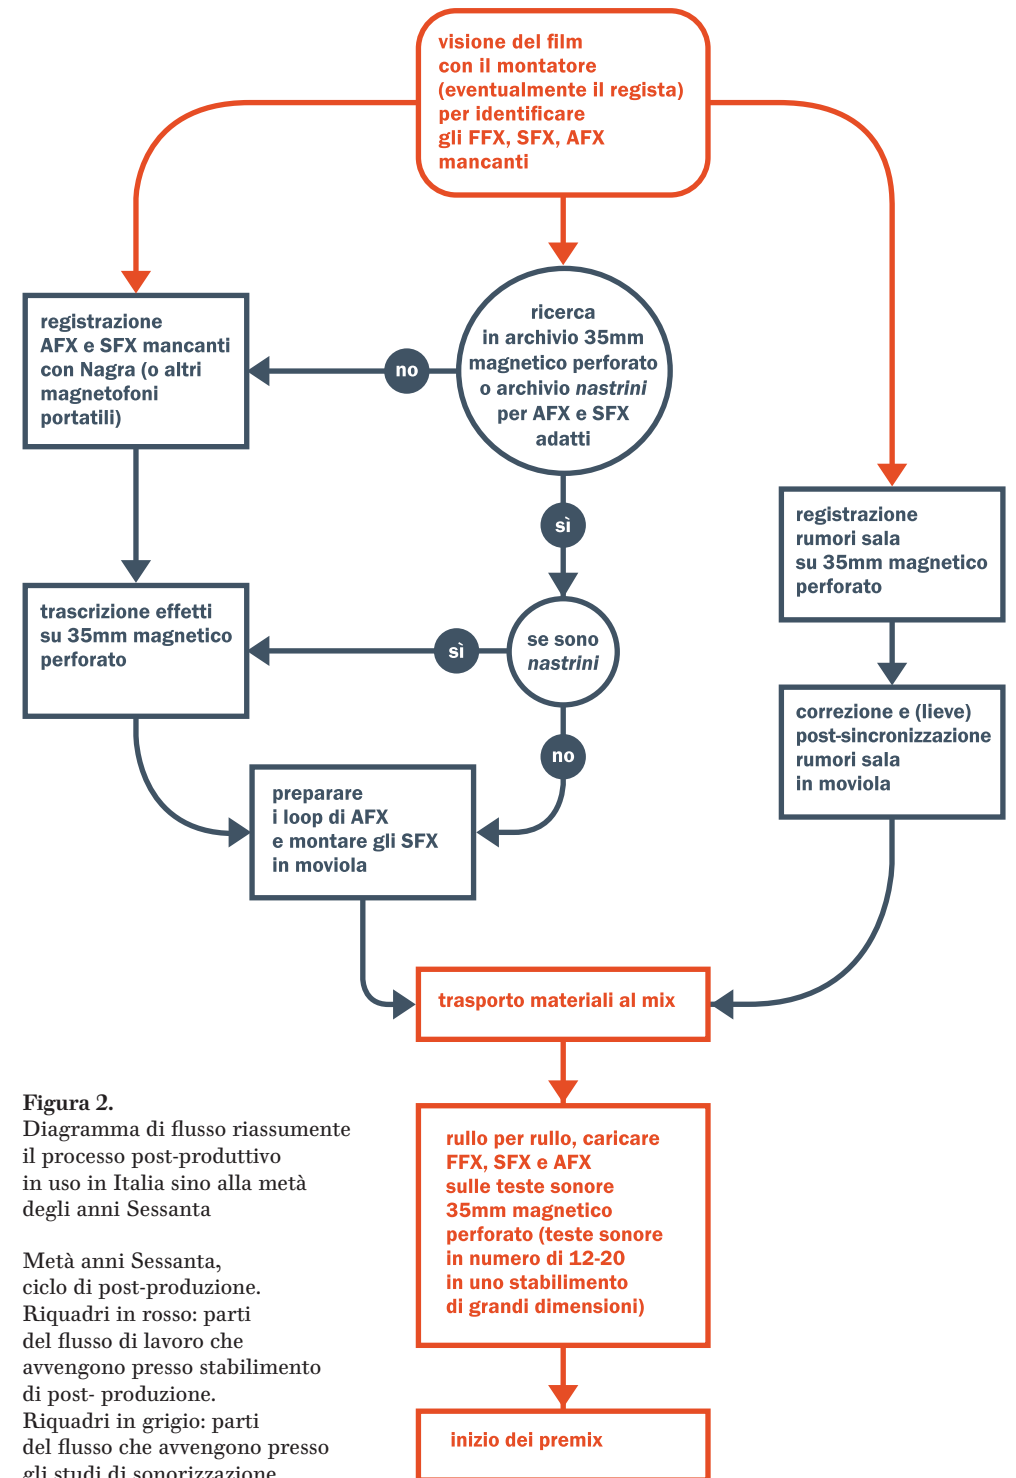 visione del film
con il montatore
(eventualmente il regista)
per identificare
gli FFX, SFX, AFX
mancanti
registrazione
AFX e SFX mancanti
con Nagra (o altri
magnetofoni
portatili)
no
ricerca
in archivio 35mm
magnetico perforato
o archivio nastrini
per AFX e SFX
adatti
sì
registrazione
rumori sala
su 35mm magnetico
perforato
trascrizione effetti
su 35mm magnetico
perforato
sì
se sono
nastrini
no
correzione e (lieve)
post-sincronizzazione
rumori sala
in moviola
preparare
i loop di AFX
e montare gli SFX
in moviola
trasporto materiali al mix
rullo per rullo, caricare
FFX, SFX e AFX
sulle teste sonore
35mm magnetico
perforato (teste sonore
in numero di 12-20
in uno stabilimento
di grandi dimensioni)
inizio dei premix
Figura 2.
Diagramma di flusso riassumente
il processo post-produttivo
in uso in Italia sino alla metà
degli anni Sessanta
Metà anni Sessanta,
ciclo di post-produzione.
Riquadri in rosso: parti
del flusso di lavoro che
avvengono presso stabilimento
di post- produzione.
Riquadri in grigio: parti
del flusso che avvengono presso
gli studi di sonorizzazione